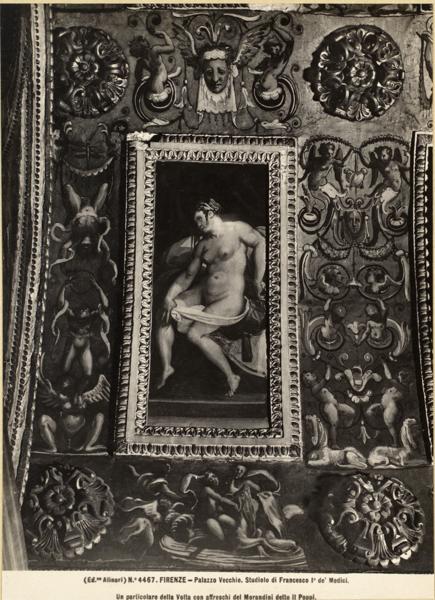 (Ed.ne Alinari) N.º 4467. FIRENZE – Palazzo Vecchio. Studiolo di Francesco Iº de' Medici.
Un particolare della Volta con affreschi del Morandini detto il Poppi.